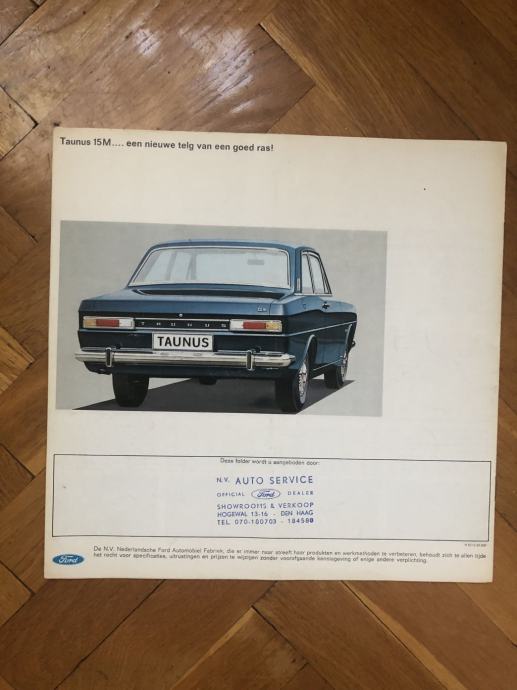 Taunus 15M.... een nieuwe telg van een goed ras!
TAUNUS
TAUNUS
Deze folder wordt u aangeboden door:
N.V. AUTO SERVICE
OFFICIAL Ford DEALER
SHOWROOMS & VERKOOP
HOGEWAL 13-16 - DEN HAAG
TEL. 070-180703 - 184580
De N.V. Nederlandsche Ford Automobiel Fabriek, die er immer naar streeft haar produkten en werkmethoden te verbeteren, behoudt zich te allen tijde
Ford
het recht voor specificaties, uitrustingen en prijzen te wijzigen zonder voorafgaande kennisgeving of enige andere verplichting.